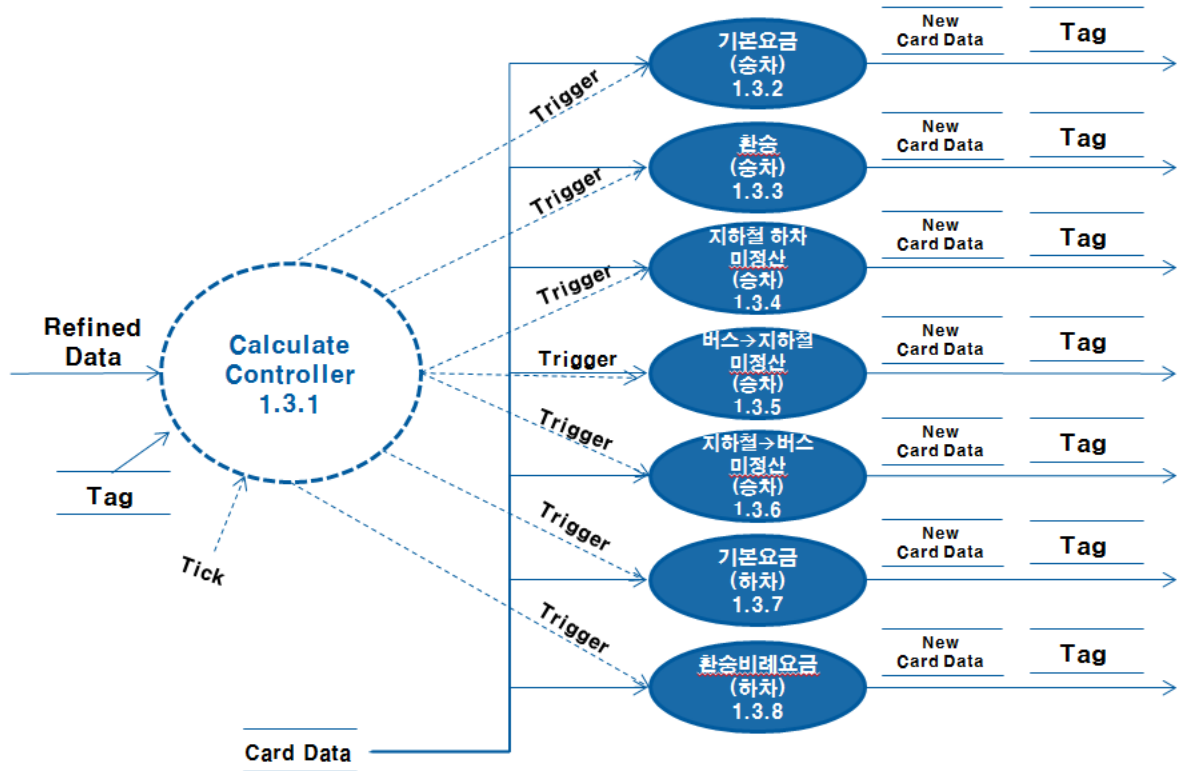 New
Card Data
Tag
기본요금
(승차)
1.3.2
Trigger
New
Card Data
Tag
환승
(승차)
1.3.3
Trigger
New
Card Data
Tag
지하철 하차
미정산
(승차)
1.3.4
Trigger
New
Card Data
Tag
버스→지하철
미정산
(승차)
1.3.5
Trigger
Refined
Data
Calculate
Controller
1.3.1
Tag
Tick
New
Card Data
Tag
지하철→버스
미정산
(승차)
1.3.6
Trigger
New
Card Data
Tag
기본요금
(하차)
1.3.7
Trigger
New
Card Data
Tag
환승비례요금
(하차)
1.3.8
Trigger
Card Data